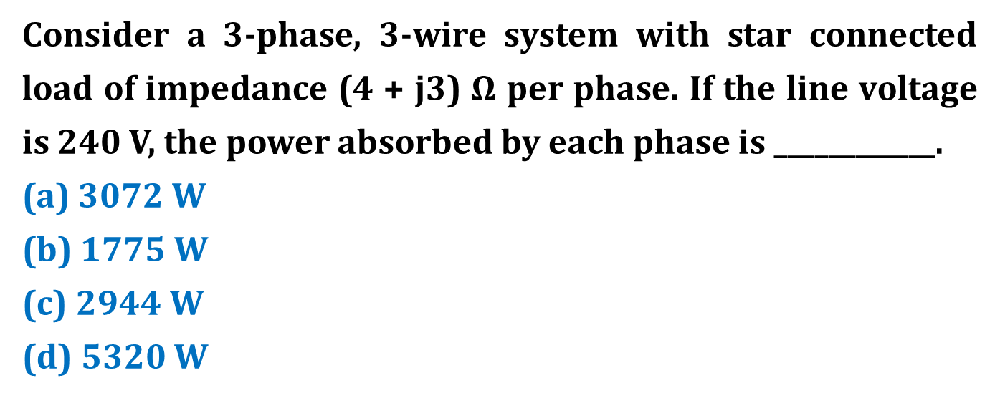 Consider a 3-phase, 3-wire system with star connected
load of impedance (4 + j3) Ω per phase. If the line voltage
is 240 V, the power absorbed by each phase is ____________.
(a) 3072 W
(b) 1775 W
(c) 2944 W
(d) 5320 W